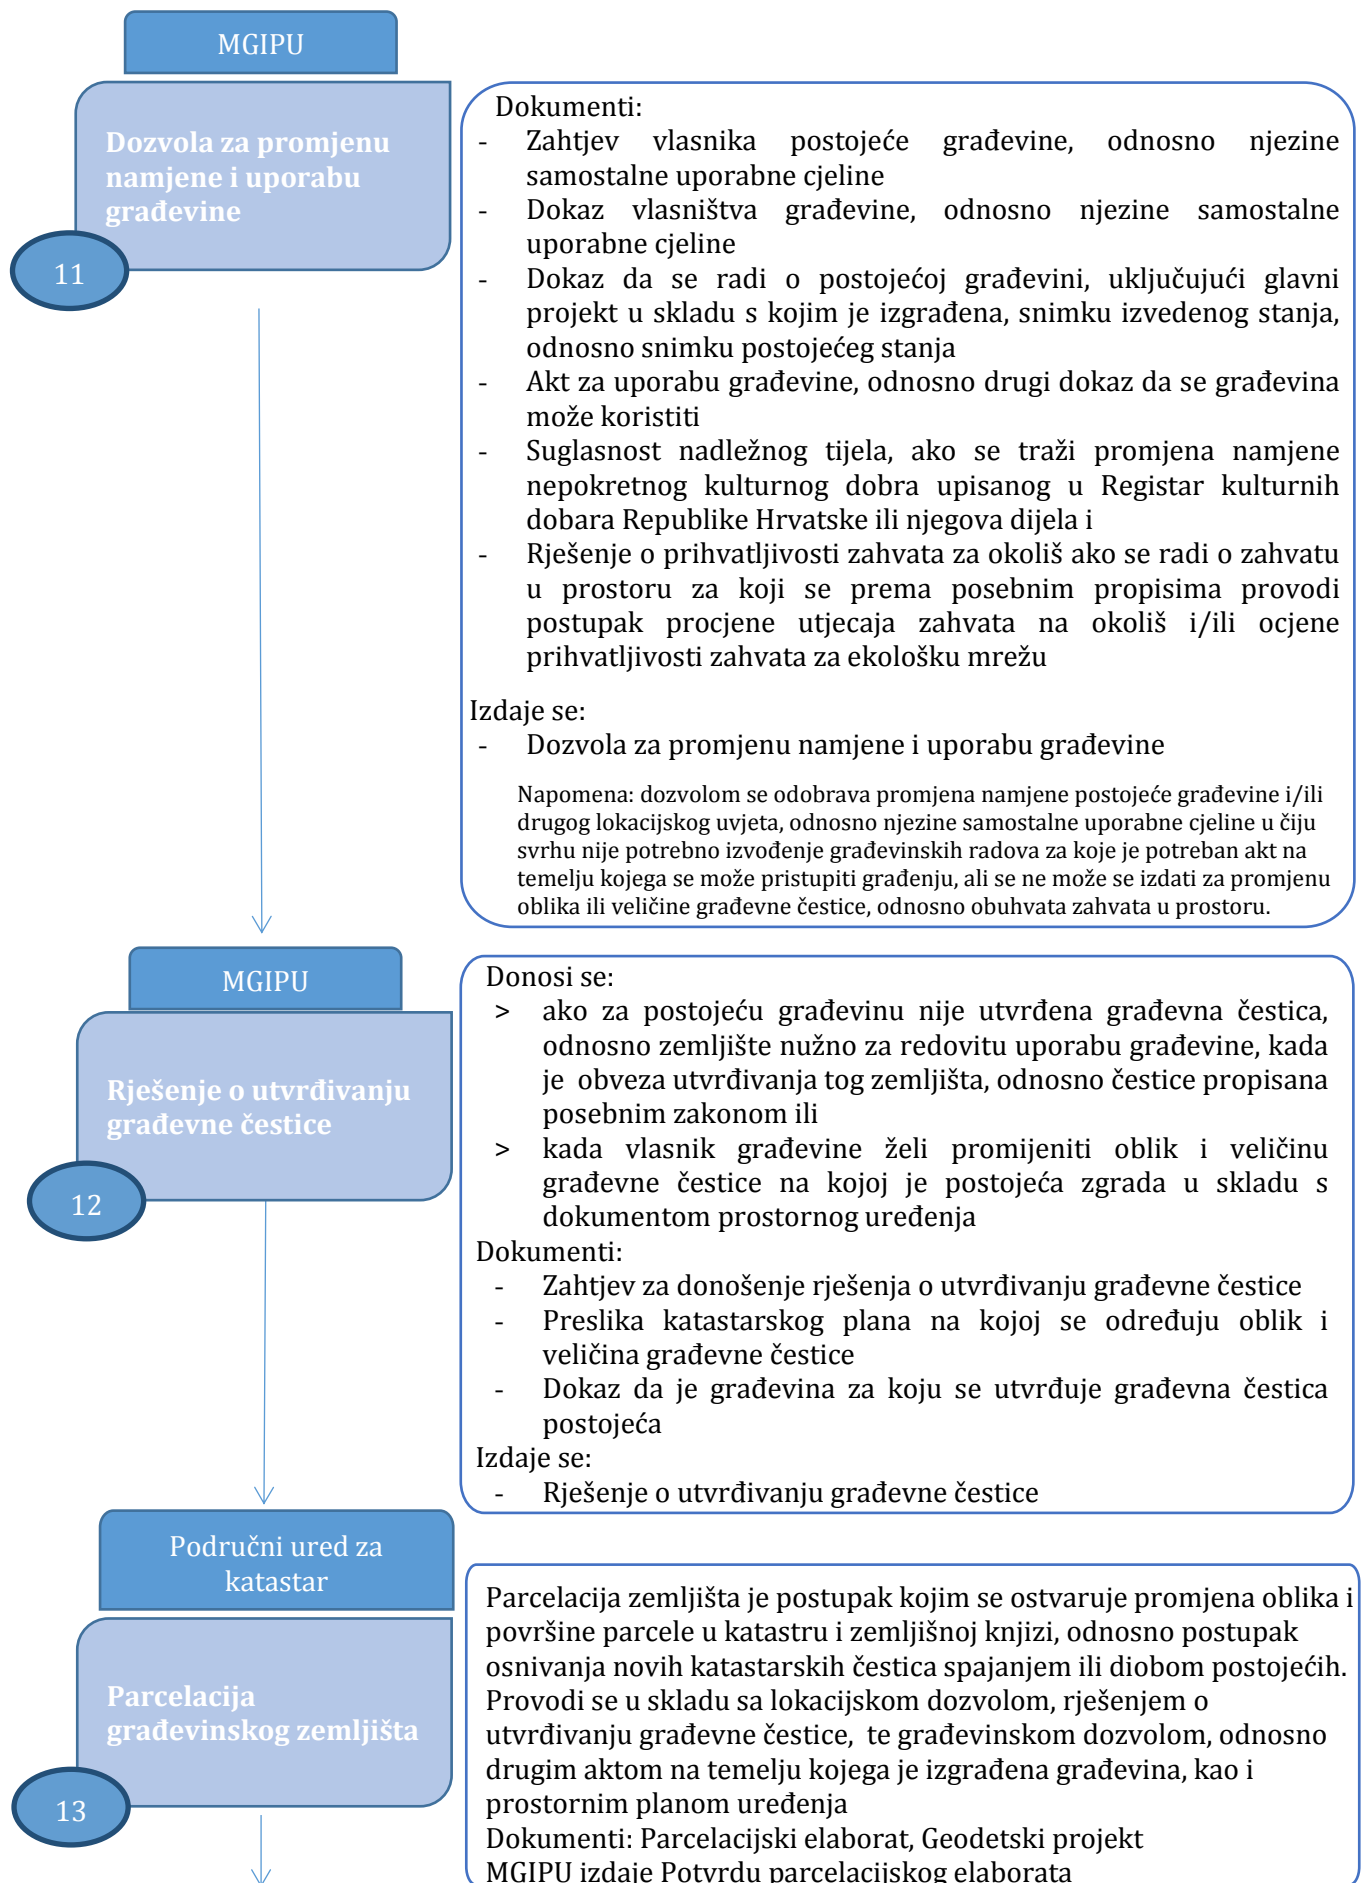 MGIPU
Dozvola za promjenu
namjene i uporabu
građevine
11
Dokumenti:
- Zahtjev vlasnika postojeće građevine, odnosno njezine
samostalne uporabne cjeline
- Dokaz vlasništva građevine, odnosno njezine samostalne
uporabne cjeline
- Dokaz da se radi o postojećoj građevini, uključujući glavni
projekt u skladu s kojim je izgrađena, snimku izvedenog stanja,
odnosno snimku postojećeg stanja
- Akt za uporabu građevine, odnosno drugi dokaz da se građevina
može koristiti
- Suglasnost nadležnog tijela, ako se traži promjena namjene
nepokretnog kulturnog dobra upisanog u Registar kulturnih
dobara Republike Hrvatske ili njegova dijela i
- Rješenje o prihvatljivosti zahvata za okoliš ako se radi o zahvatu
u prostoru za koji se prema posebnim propisima provodi
postupak procjene utjecaja zahvata na okoliš i/ili ocjene
prihvatljivosti zahvata za ekološku mrežu
Izdaje se:
- Dozvola za promjenu namjene i uporabu građevine
Napomena: dozvolom se odobrava promjena namjene postojeće građevine i/ili
drugog lokacijskog uvjeta, odnosno njezine samostalne uporabne cjeline u čiju
svrhu nije potrebno izvođenje građevinskih radova za koje je potreban akt na
temelju kojega se može pristupiti građenju, ali se ne može se izdati za promjenu
oblika ili veličine građevne čestice, odnosno obuhvata zahvata u prostoru.
MGIPU
Rješenje o utvrđivanju
građevne čestice
12
Donosi se:
> ako za postojeću građevinu nije utvrđena građevna čestica,
odnosno zemljište nužno za redovitu uporabu građevine, kada
je obveza utvrđivanja tog zemljišta, odnosno čestice propisana
posebnim zakonom ili
> kada vlasnik građevine želi promijeniti oblik i veličinu
građevne čestice na kojoj je postojeća zgrada u skladu s
dokumentom prostornog uređenja
Dokumenti:
- Zahtjev za donošenje rješenja o utvrđivanju građevne čestice
- Preslika katastarskog plana na kojoj se određuju oblik i
veličina građevne čestice
- Dokaz da je građevina za koju se utvrđuje građevna čestica
postojeća
Izdaje se:
- Rješenje o utvrđivanju građevne čestice
Područni ured za
katastar
Parcelacija
građevinskog zemljišta
13
Parcelacija zemljišta je postupak kojim se ostvaruje promjena oblika i
površine parcele u katastru i zemljišnoj knjizi, odnosno postupak
osnivanja novih katastarskih čestica spajanjem ili diobom postojećih.
Provodi se u skladu sa lokacijskom dozvolom, rješenjem o
utvrđivanju građevne čestice, te građevinskom dozvolom, odnosno
drugim aktom na temelju kojega je izgrađena građevina, kao i
prostornim planom uređenja
Dokumenti: Parcelacijski elaborat, Geodetski projekt
MGIPU izdaje Potvrdu parcelacijskog elaborata